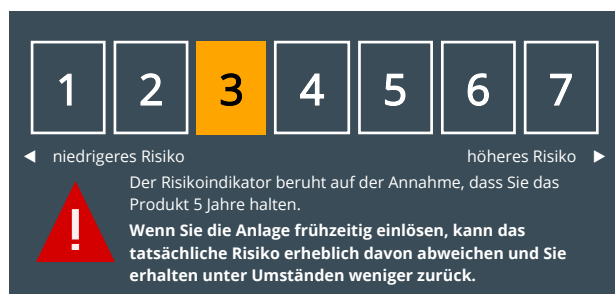 1 2 3 4 5 6 7
niedrigeres Risiko höheres Risiko
Der Risikoindikator beruht auf der Annahme, dass Sie das
Produkt 5 Jahre halten.
Wenn Sie die Anlage frühzeitig einlösen, kann das
tatsächliche Risiko erheblich davon abweichen und Sie
erhalten unter Umständen weniger zurück.